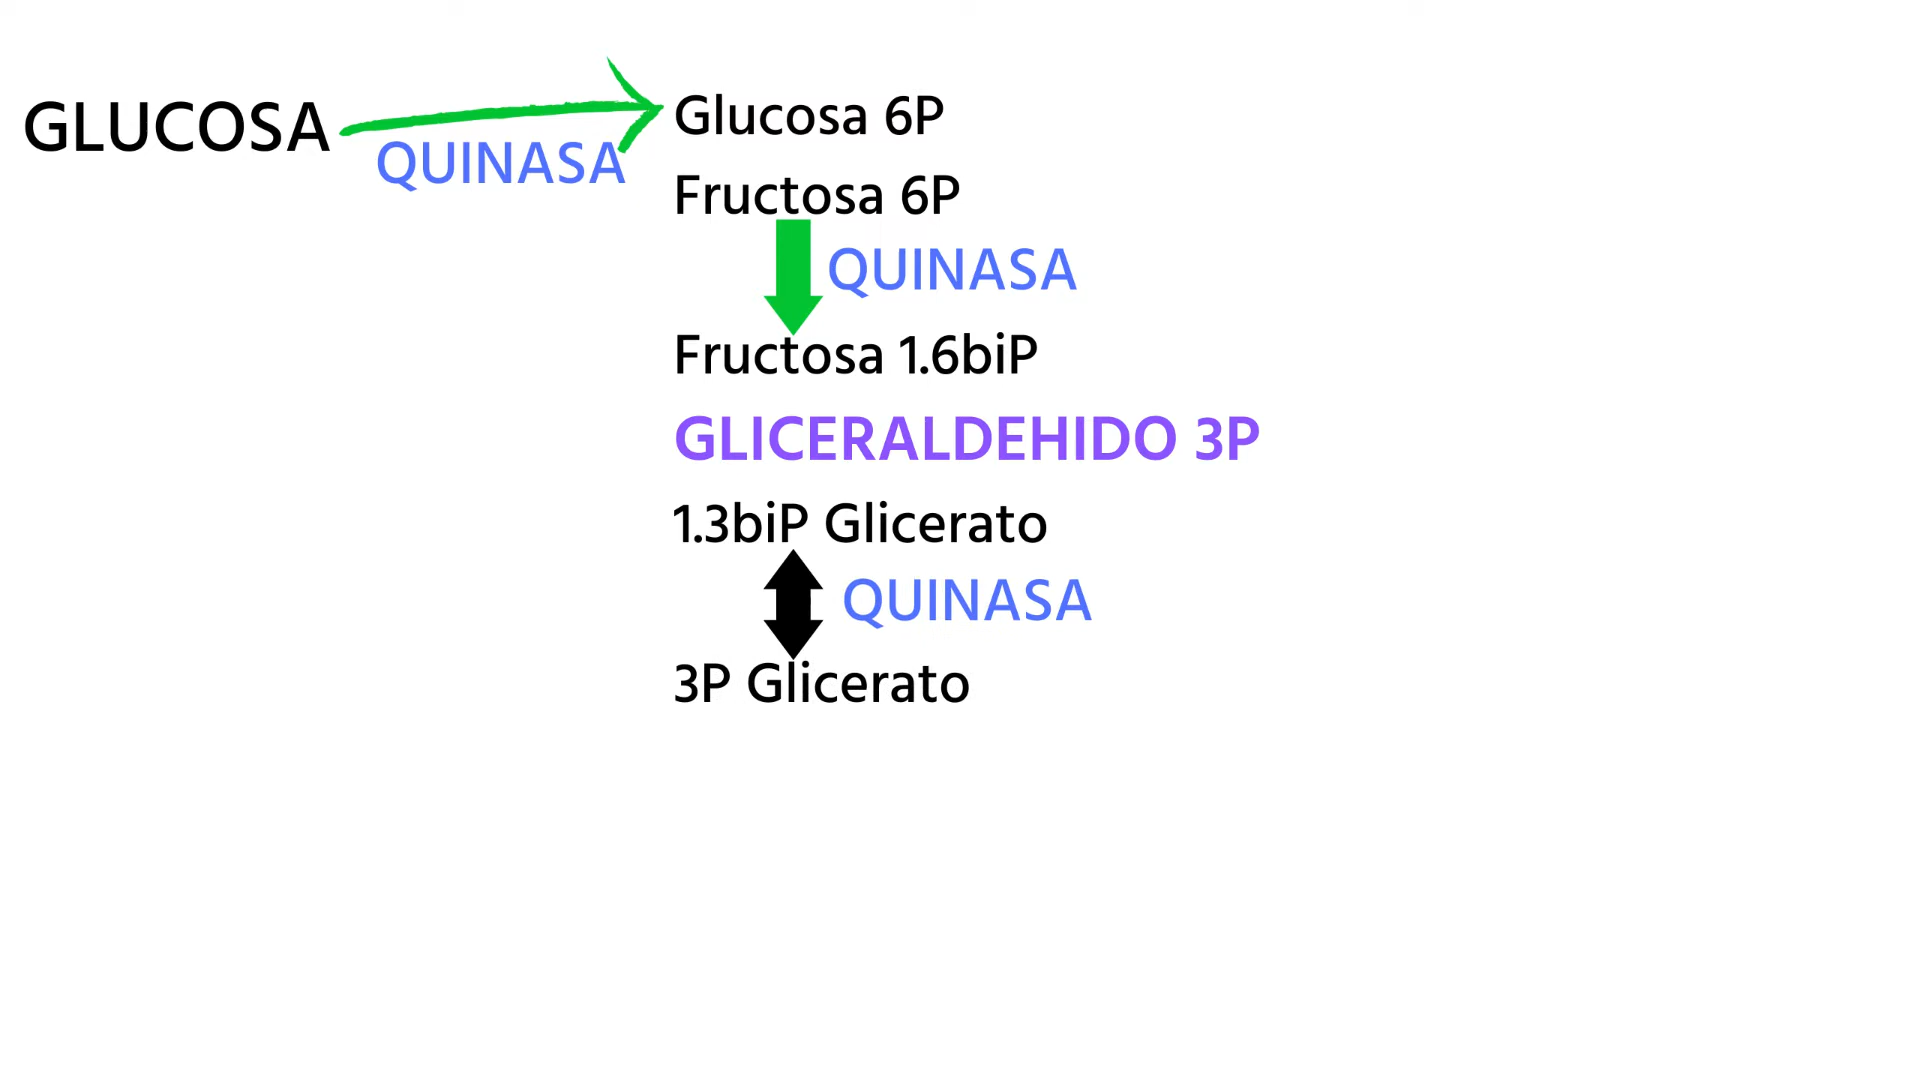 GLUCOSA
QUINASA
Glucosa 6P
Fructosa 6P
QUINASA
Fructosa 1.6biP
GLICERALDEHIDO 3P
1.3biP Glicerato
QUINASA
3P Glicerato